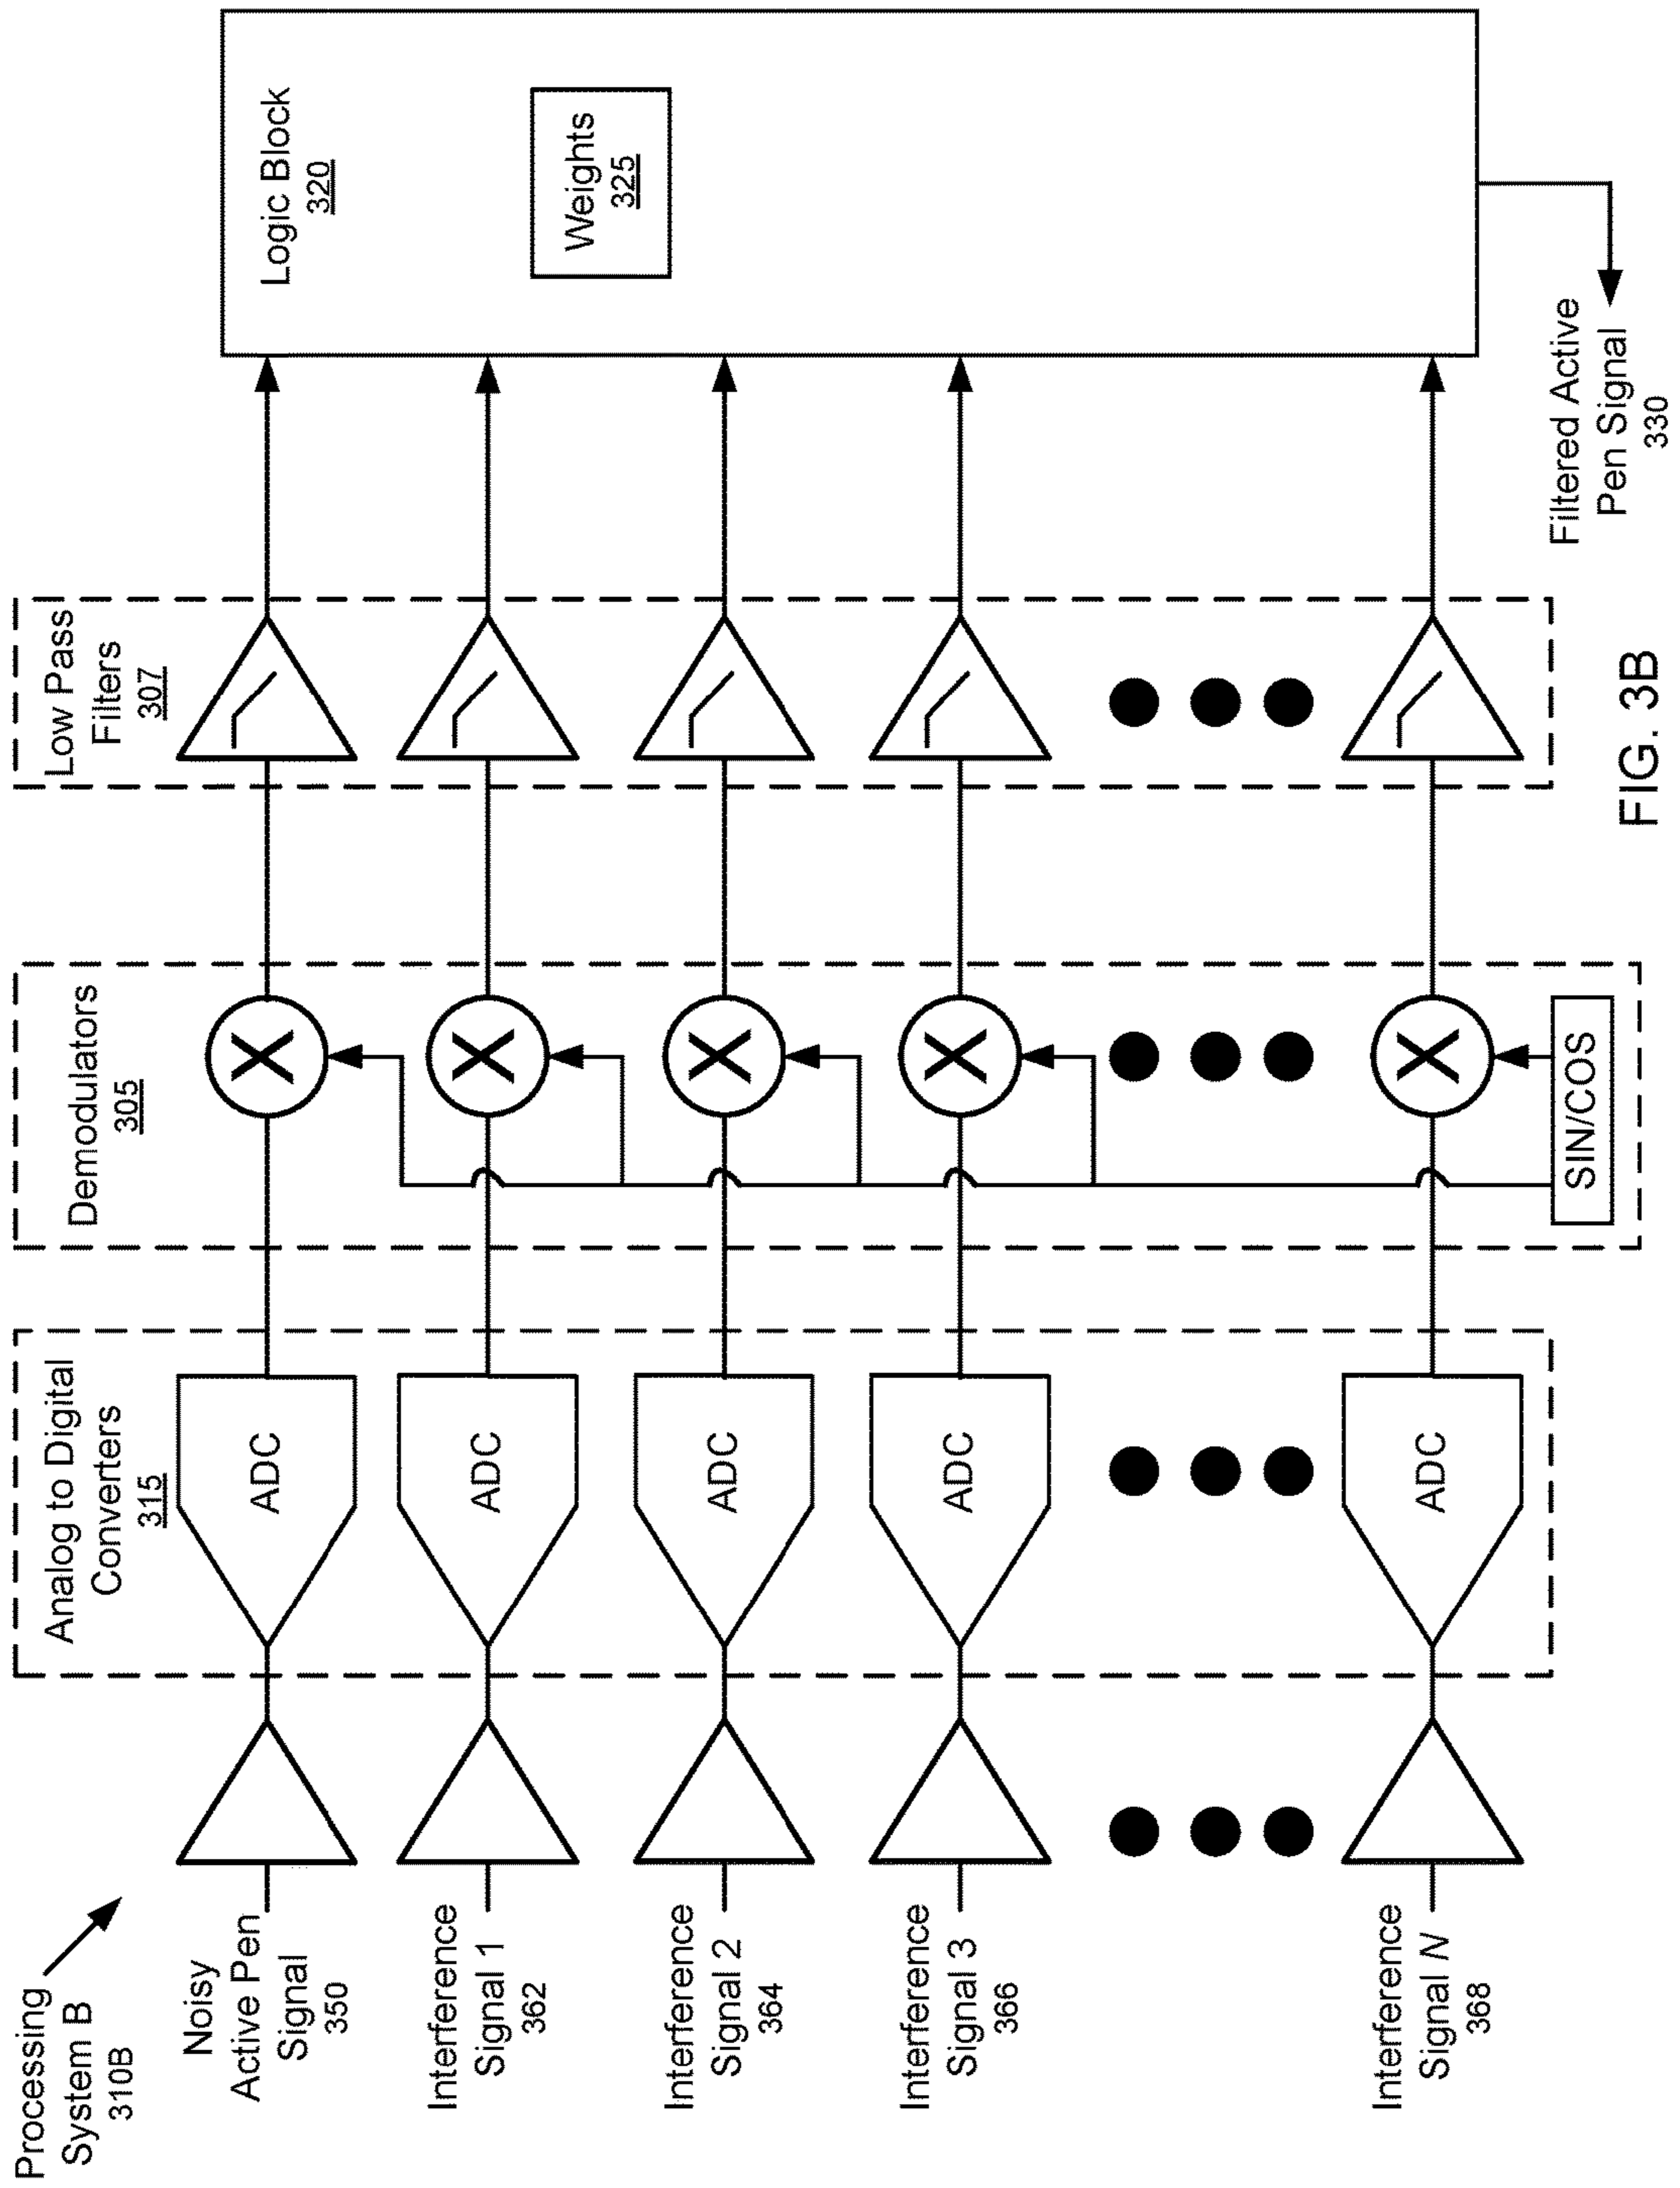 Processing
System B
310B
Noisy
Active Pen
Signal
350
Interference
Signal 1
362
Interference
Signal 2
364
Interference
Signal 3
366
Interference
Signal N
368
Analog to Digital
Converters
315
ADC
ADC
ADC
ADC
ADC
Demodulators
305
X
X
X
X
X
SIN/COS
Low Pass
Filters
307
Logic Block
320
Weights
325
Filtered Active
Pen Signal
330
FIG. 3B